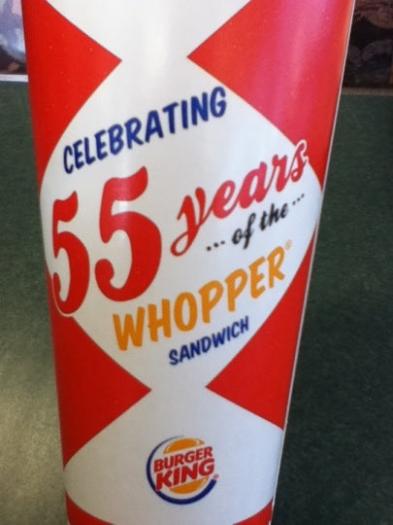 CELEBRATING
55 years
... of the ...
WHOPPER®
SANDWICH
BURGER
KING